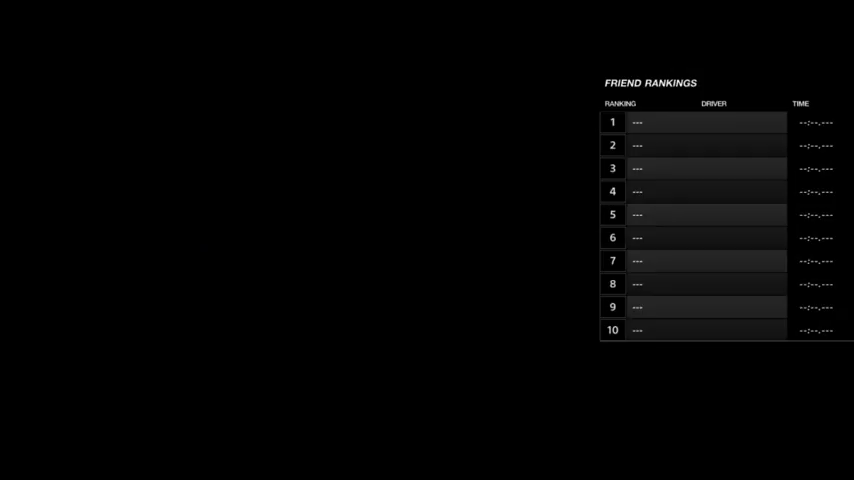 FRIEND RANKINGS
RANKING DRIVER TIME
1 --- --:--.---
2 --- --:--.---
3 --- --:--.---
4 --- --:--.---
5 --- --:--.---
6 --- --:--.---
7 --- --:--.---
8 --- --:--.---
9 --- --:--.---
10 --- --:--.---